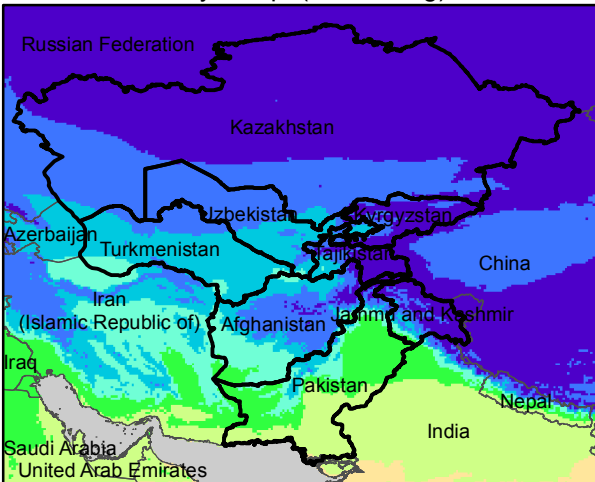 Russian Federation
Kazakhstan
Uzbekistan
Kyrgyzstan
Azerbaijan
Turkmenistan
Tajikistan
China
Iran
(Islamic Republic of)
Afghanistan
Jammu and Kashmir
Iraq
Pakistan
Nepal
India
Saudi Arabia
United Arab Emirates